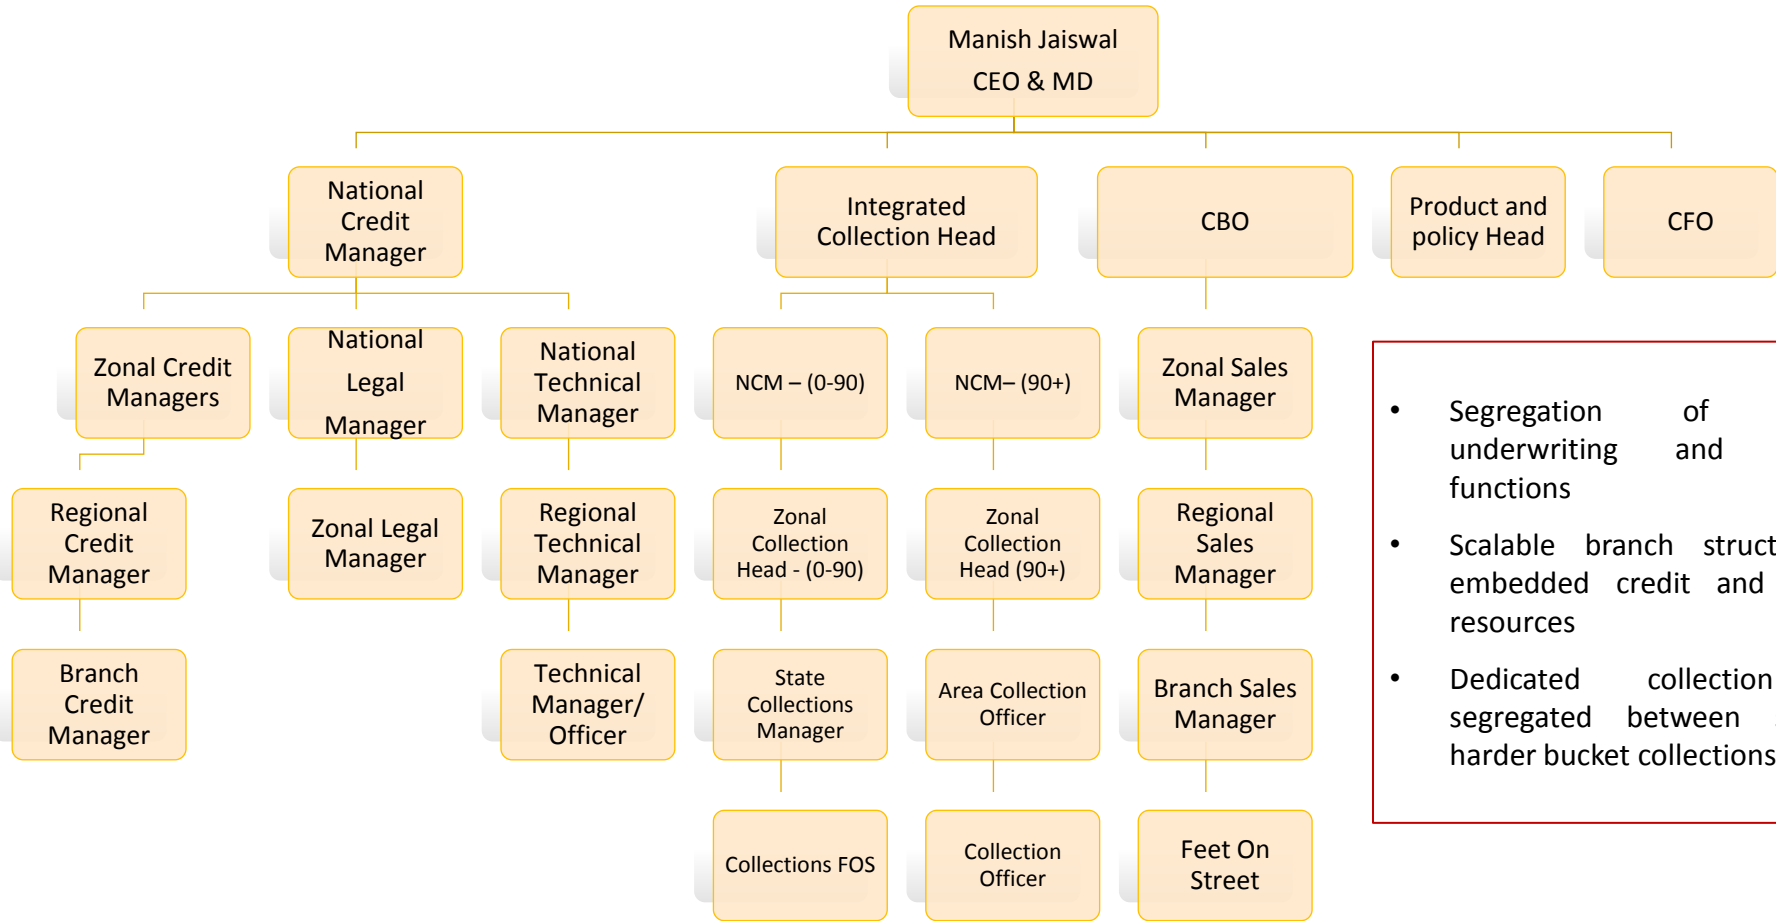 Manish Jaiswal
CEO & MD
National
Credit
Manager
Integrated
Collection Head
CBO
Product and
policy Head
CFO
Zonal Credit
Managers
National
Legal
Manager
National
Technical
Manager
NCM – (0-90)
NCM– (90+)
Zonal Sales
Manager
Regional
Credit
Manager
Zonal Legal
Manager
Regional
Technical
Manager
Zonal
Collection
Head - (0-90)
Zonal
Collection
Head (90+)
Regional
Sales
Manager
Branch
Credit
Manager
Technical
Manager/
Officer
State
Collections
Manager
Area Collection
Officer
Branch Sales
Manager
Collections FOS
Collection
Officer
Feet On
Street
• Segregation of
underwriting and
functions
• Scalable branch
embedded credit and
resources
• Dedicated collection
segregated between
harder bucket collections